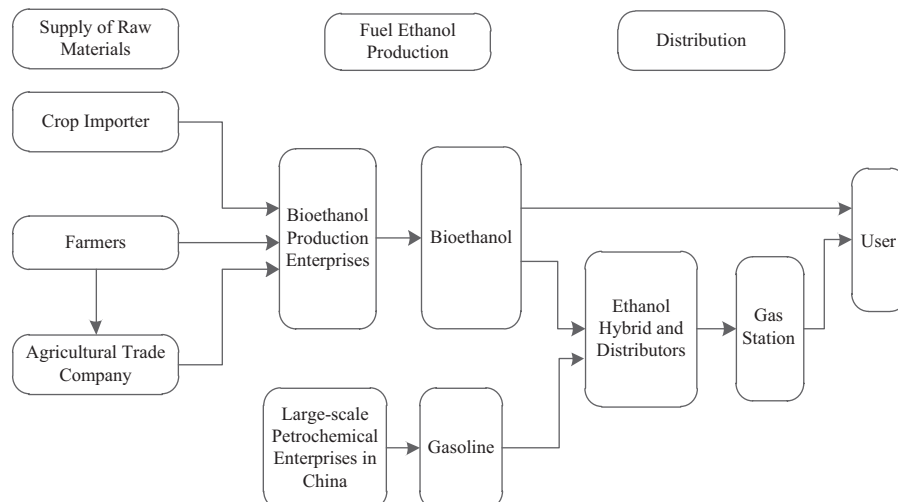 Supply of Raw
Materials
Fuel Ethanol
Production
Distribution
Crop Importer
Farmers
Agricultural Trade
Company
Bioethanol
Production
Enterprises
Bioethanol
Large-scale
Petrochemical
Enterprises in
China
Gasoline
Ethanol
Hybrid and
Distributors
Gas
Station
User